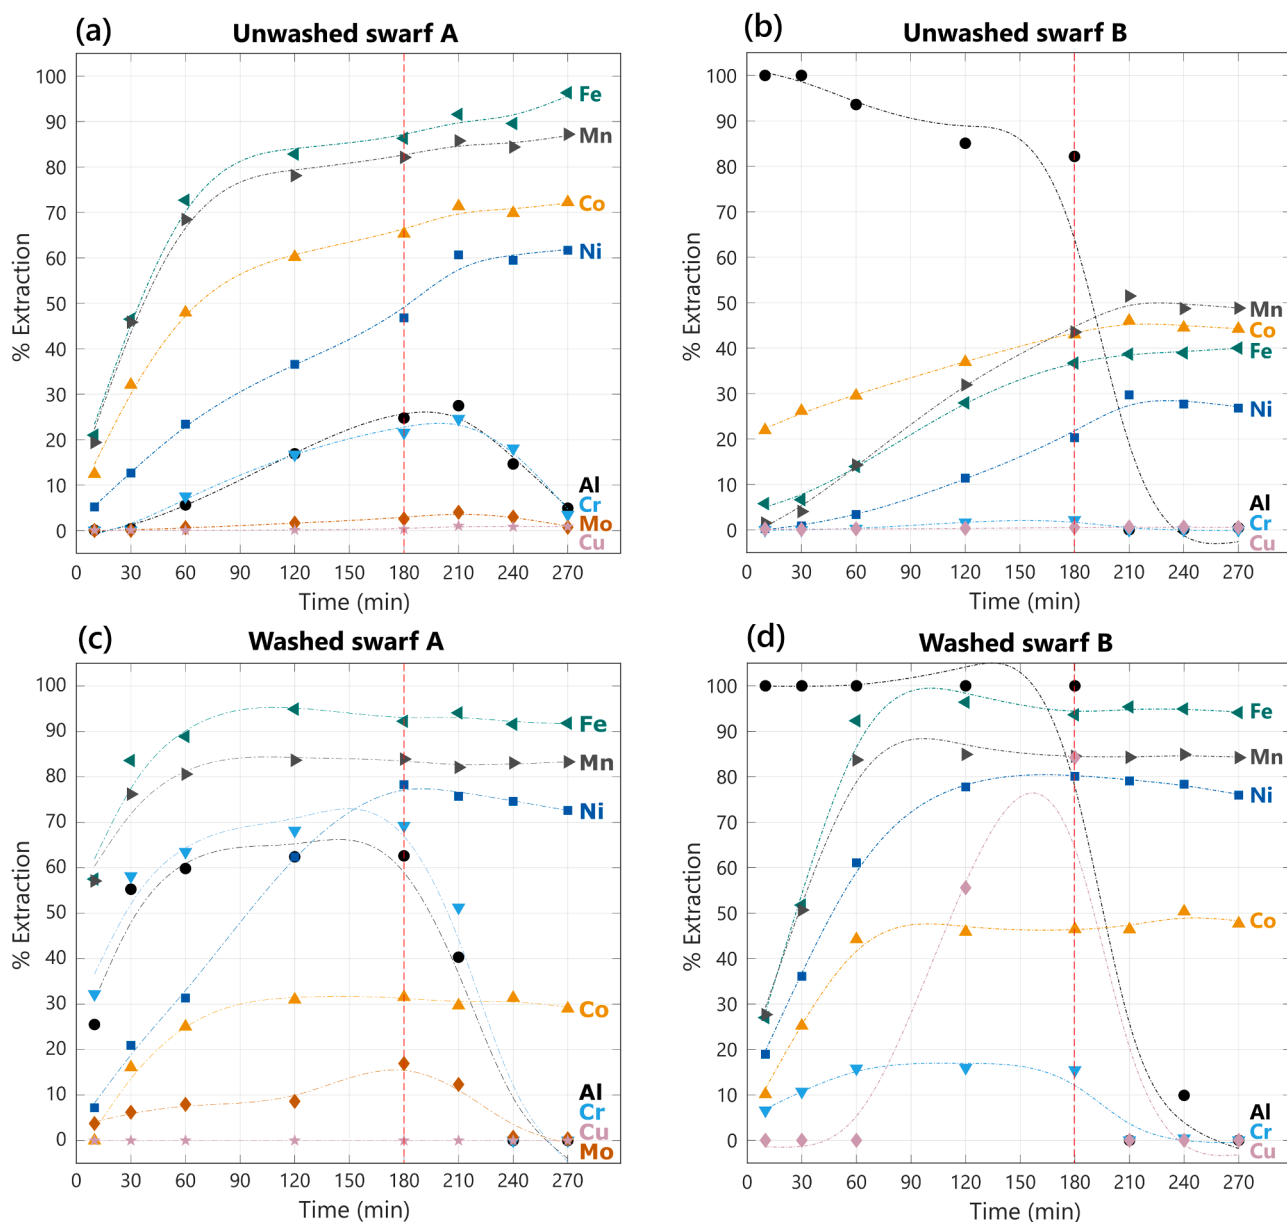 (a)
Unwashed swarf A
100
90
80
70
60
50
40
30
20
10
0
% Extraction
Fe
Mn
Co
Ni
Al
Cr
Mo
Cu
0 30 60 90 120 150 180 210 240 270
Time (min)
(b)
Unwashed swarf B
100
90
80
70
60
50
40
30
20
10
0
% Extraction
Mn
Co
Fe
Ni
Al
Cr
Cu
0 30 60 90 120 150 180 210 240 270
Time (min)
(c)
Washed swarf A
100
90
80
70
60
50
40
30
20
10
0
% Extraction
Fe
Mn
Ni
Co
Al
Cr
Cu
Mo
0 30 60 90 120 150 180 210 240 270
Time (min)
(d)
Washed swarf B
100
90
80
70
60
50
40
30
20
10
0
% Extraction
Fe
Mn
Ni
Co
Al
Cr
Cu
0 30 60 90 120 150 180 210 240 270
Time (min)